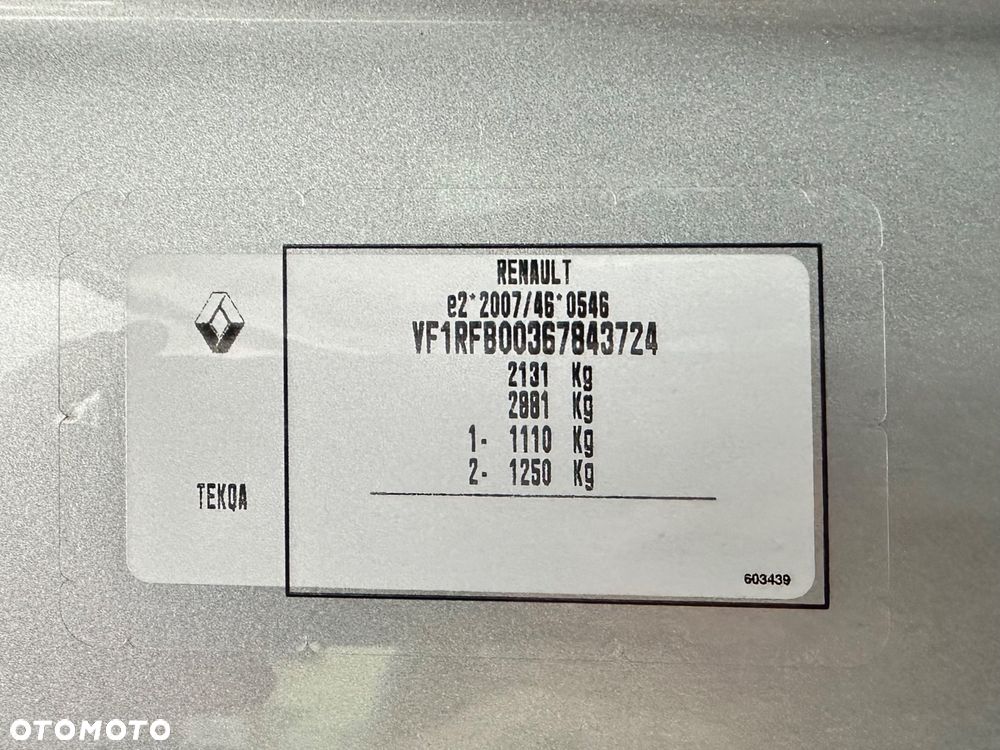 RENAULT
e2*2007/46*0546
VF1RFB00367843724
2131 Kg
2881 Kg
1- 1110 Kg
2- 1250 Kg
TEKQA
603439
OTOMOTO